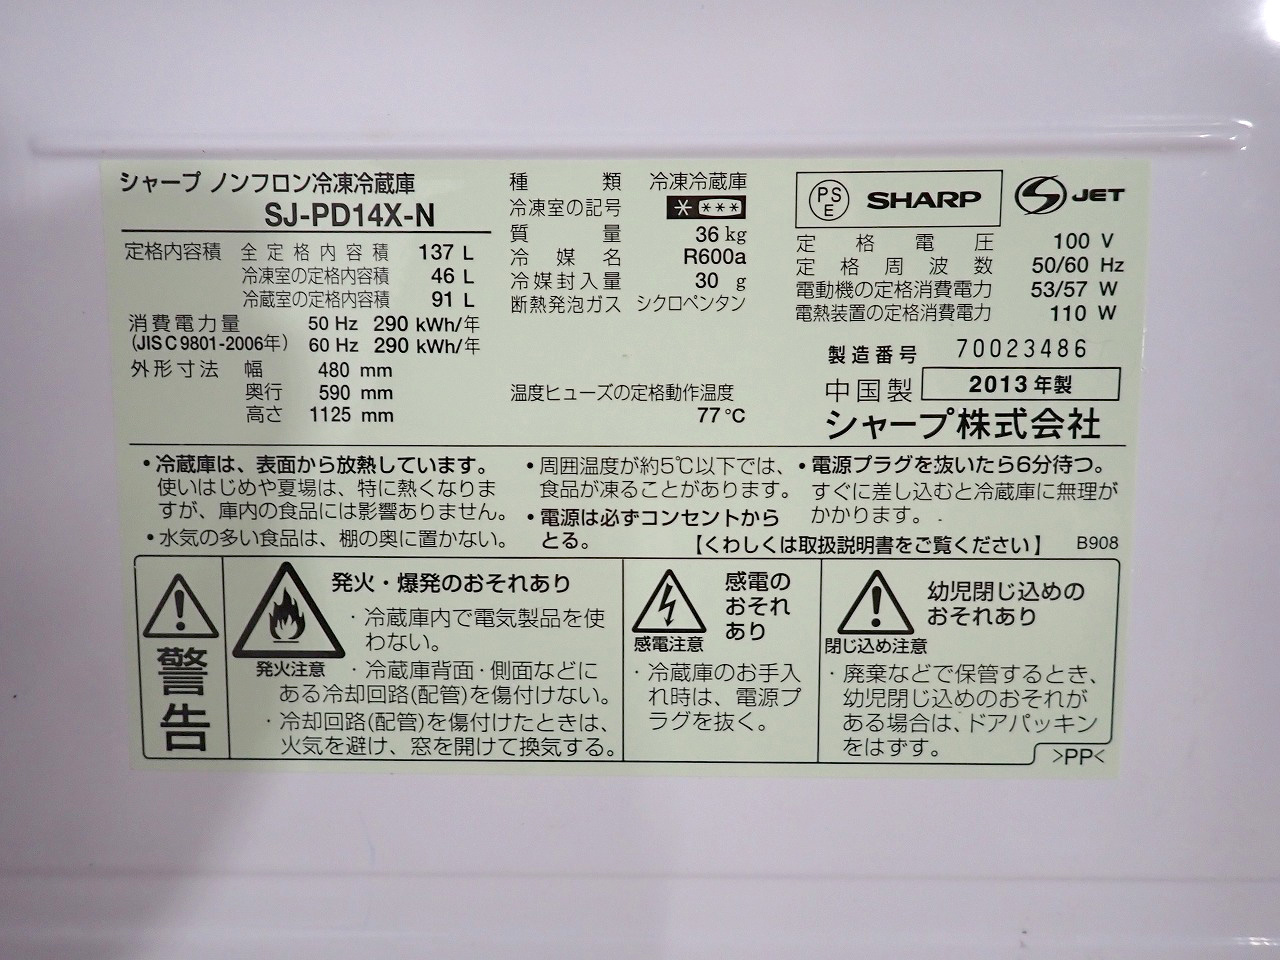 シャープ ノンフロン冷凍冷蔵庫
SJ-PD14X-N
定格内容積 全定格内容積 137 L
冷凍室の定格内容積 46 L
冷蔵室の定格内容積 91 L
消費電力量 50 Hz 290 kWh/年
(JIS C 9801-2006年) 60 Hz 290 kWh/年
外形寸法 幅 480 mm
奥行 590 mm
高さ 1125 mm
種類 冷凍冷蔵庫
冷凍室の記号 * ***
質量 36 kg
冷媒名 R600a
冷媒封入量 30 g
断熱発泡ガス シクロペンタン
温度ヒューズの定格動作温度
77 ℃
PSE SHARP S JET
定格電圧 100 V
定格周波数 50/60 Hz
電動機の定格消費電力 53/57 W
電熱装置の定格消費電力 110 W
製造番号 70023486
中国製 2013年製
シャープ株式会社
・冷蔵庫は、表面から放熱しています。
使いはじめや夏場は、特に熱くなりま
すが、庫内の食品には影響ありません。
・水気の多い食品は、棚の奥に置かない。
・周囲温度が約5℃以下では、
食品が凍ることがあります。
・電源は必ずコンセントから
とる。
・電源プラグを抜いたら6分待つ。
すぐに差し込むと冷蔵庫に無理が
かかります。
【くわしくは取扱説明書をご覧ください】 B908
警告
発火注意
発火・爆発のおそれあり
・冷蔵庫内で電気製品を使
わない。
・冷蔵庫背面・側面などに
ある冷却回路(配管)を傷付けない。
・冷却回路(配管)を傷付けたときは、
火気を避け、窓を開けて換気する。
感電注意
感電の
おそれ
あり
・冷蔵庫のお手入
れ時は、電源プ
ラグを抜く。
閉じ込め注意
幼児閉じ込めの
おそれあり
・廃棄などで保管するとき、
幼児閉じ込めのおそれが
ある場合は、ドアパッキン
をはずす。
>PP<